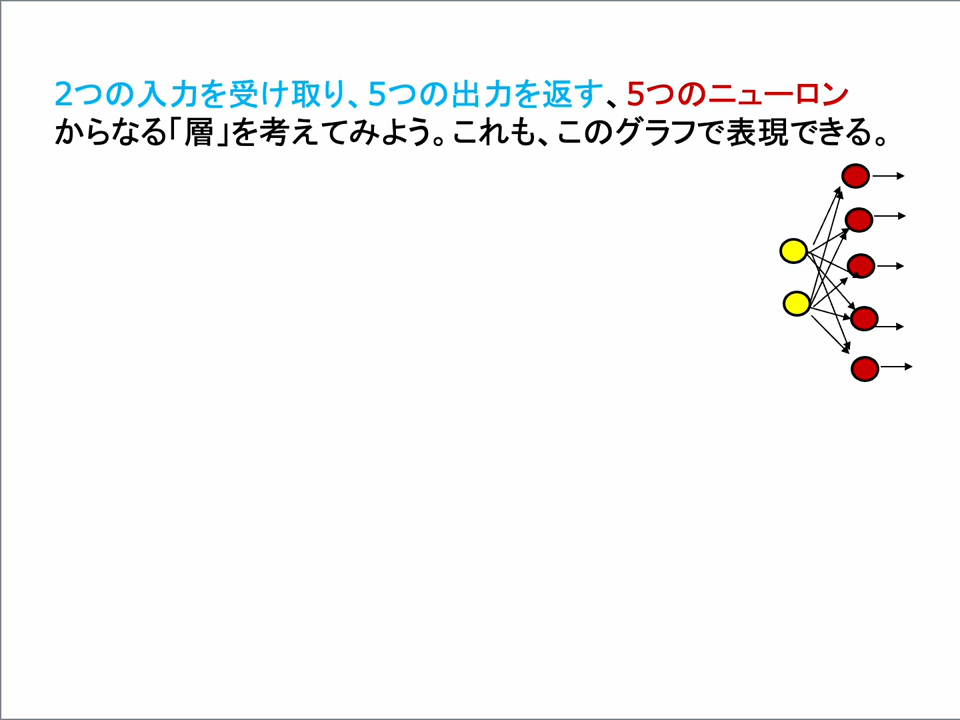 2つの入力を受け取り、5つの出力を返す、5つのニューロン
からなる「層」を考えてみよう。これも、このグラフで表現できる。